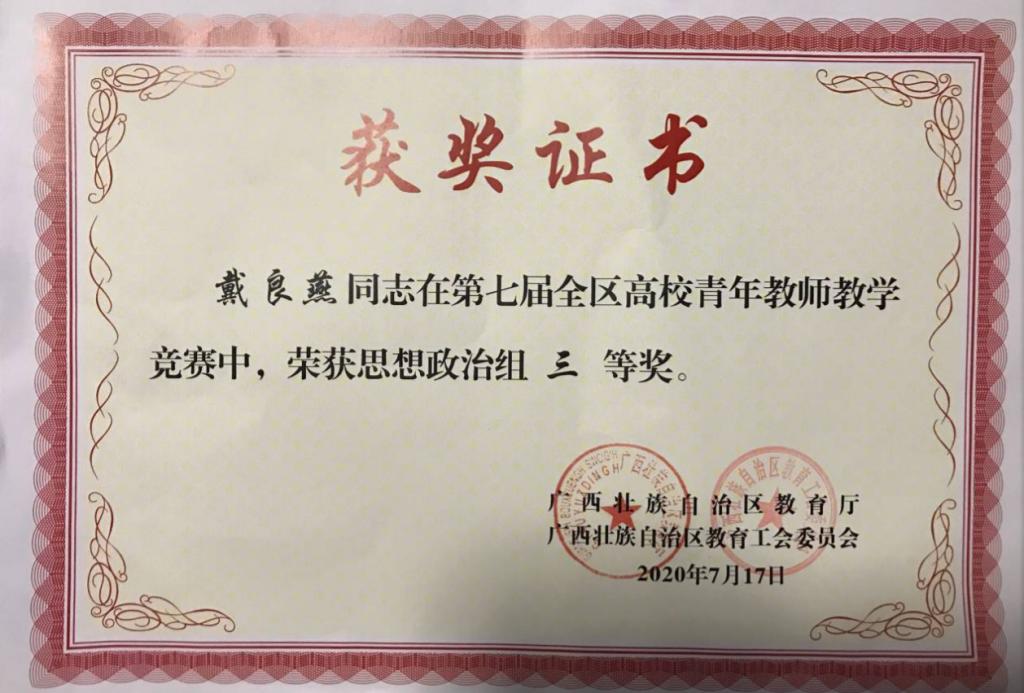 获奖证书
戴良燕同志在第七届全区高校青年教师教学
竞赛中，荣获思想政治组 三 等奖。
广西壮族自治区教育厅
广西壮族自治区教育工会委员会
2020年7月17日